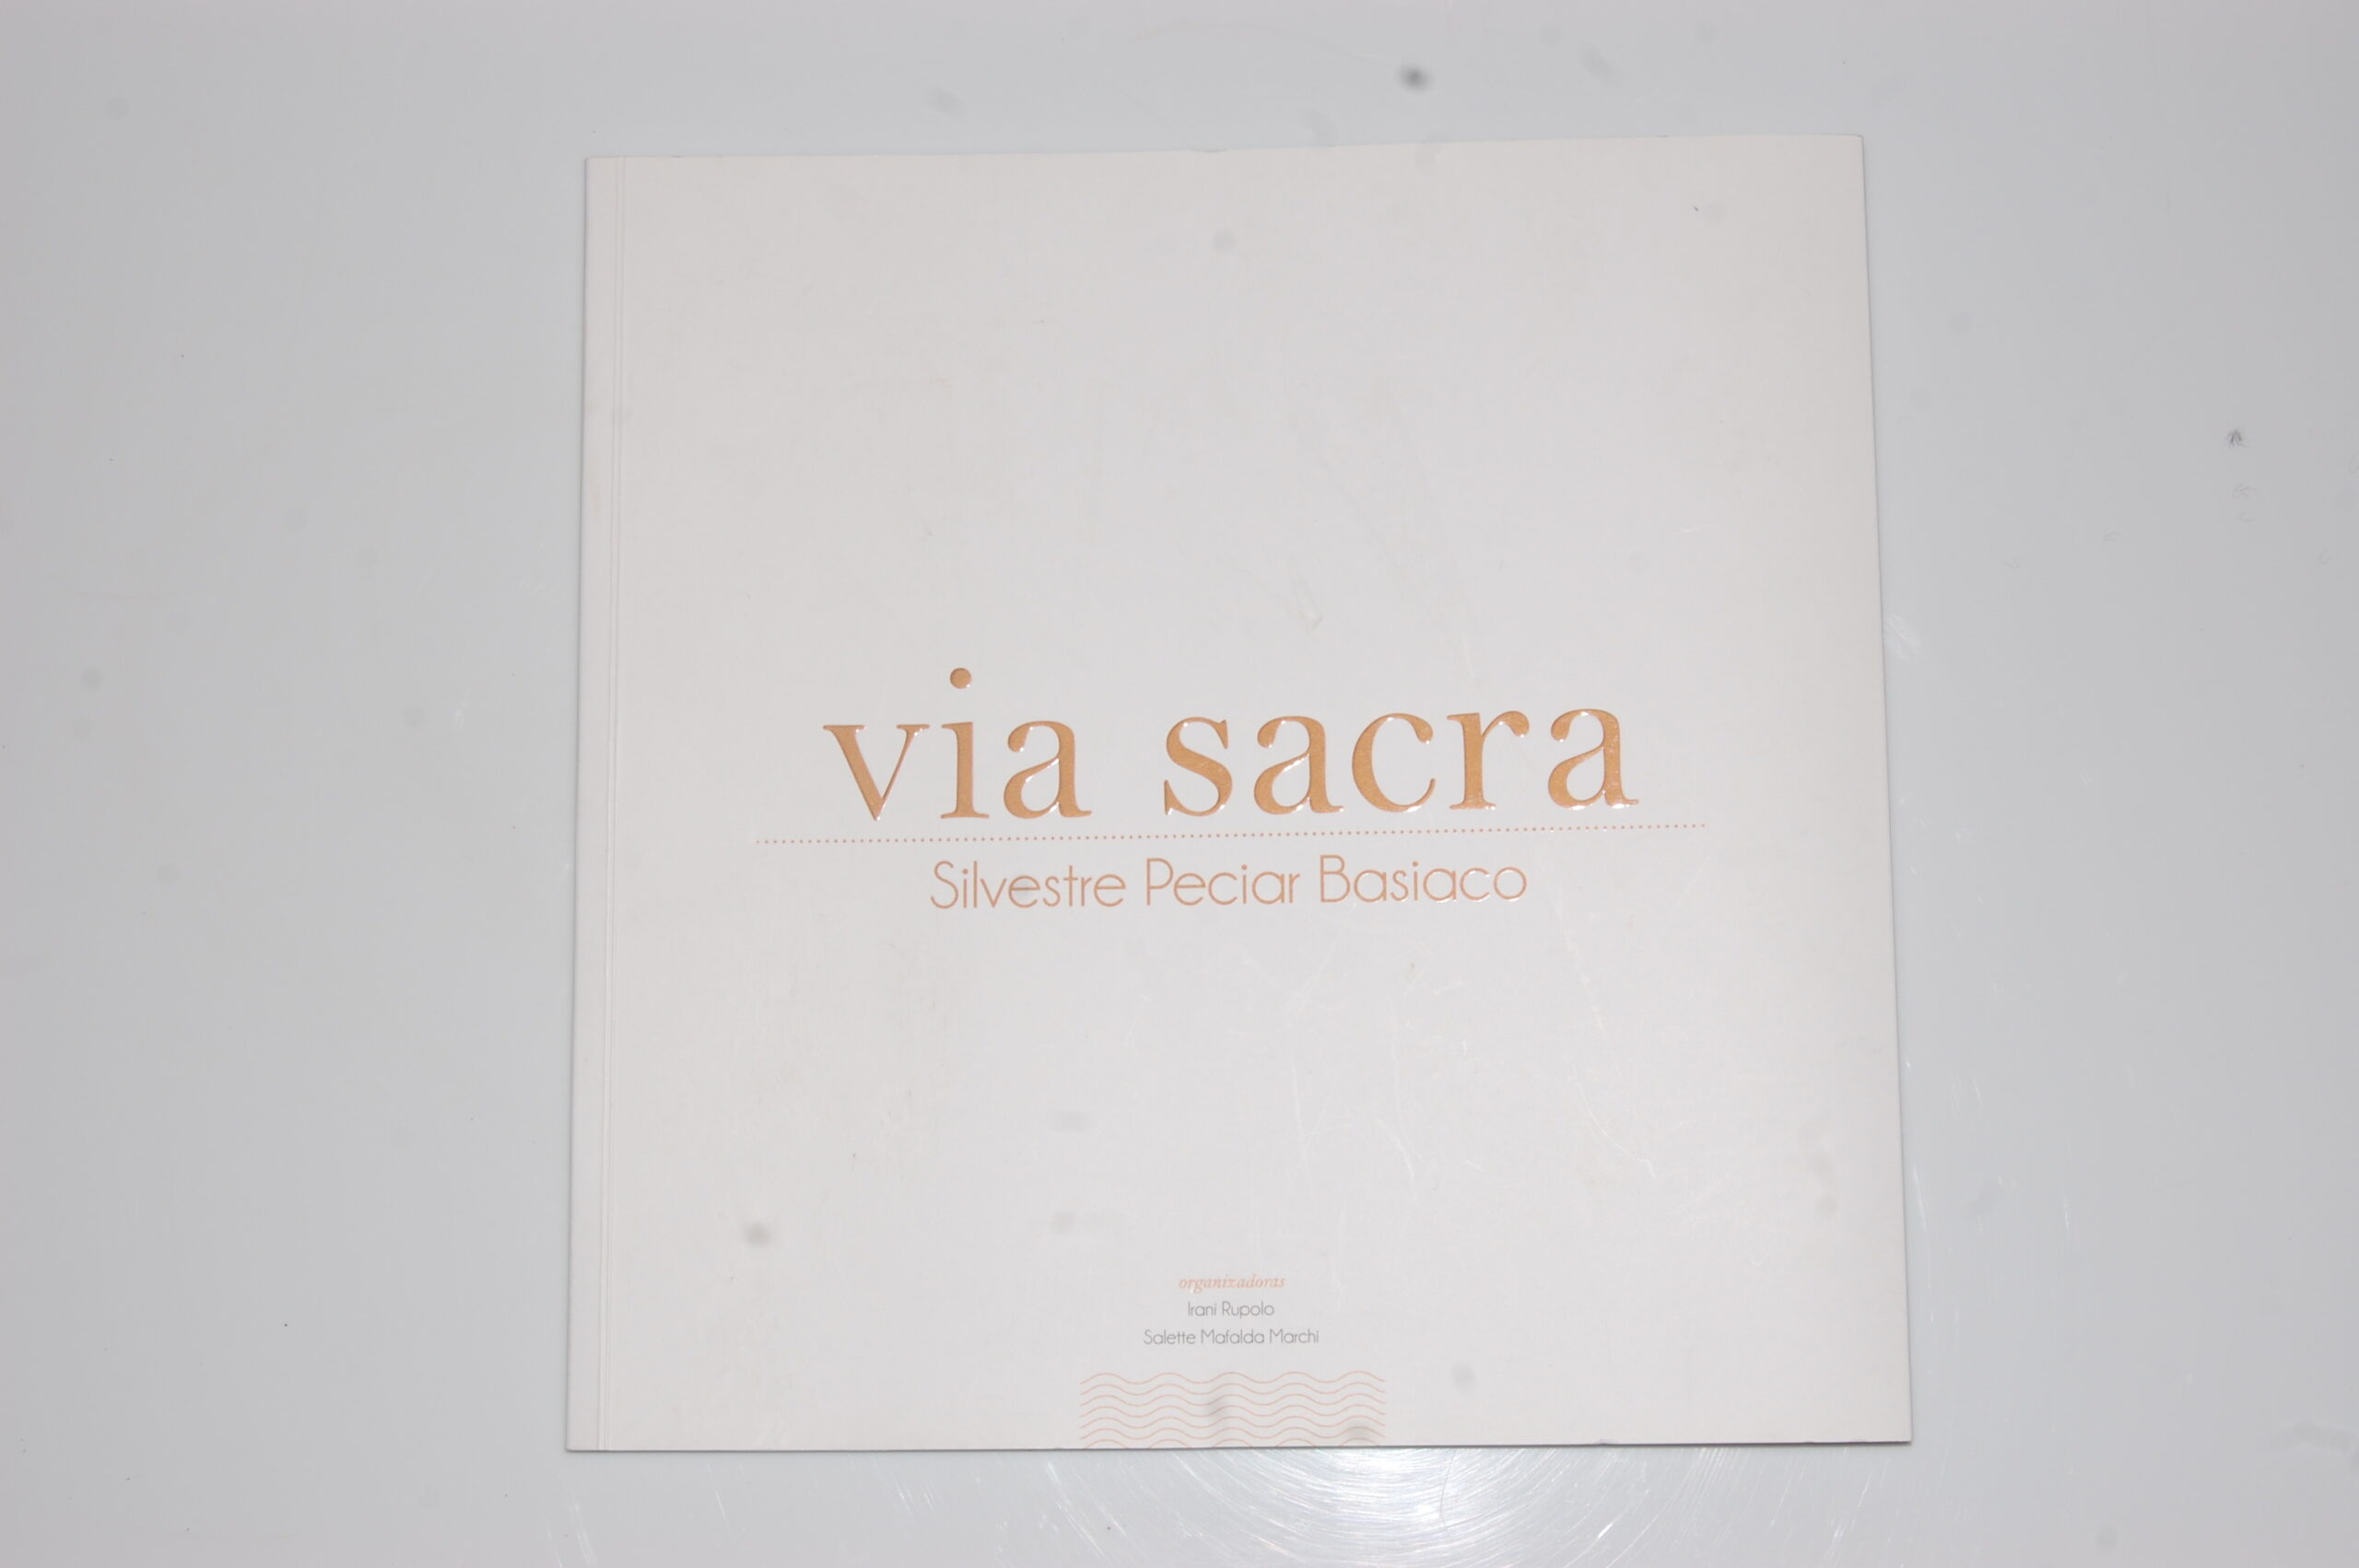 via sacra
Silvestre Peciar Basiaco
organizadoras
Irani Rupolo
Salette Mafalda Marchi